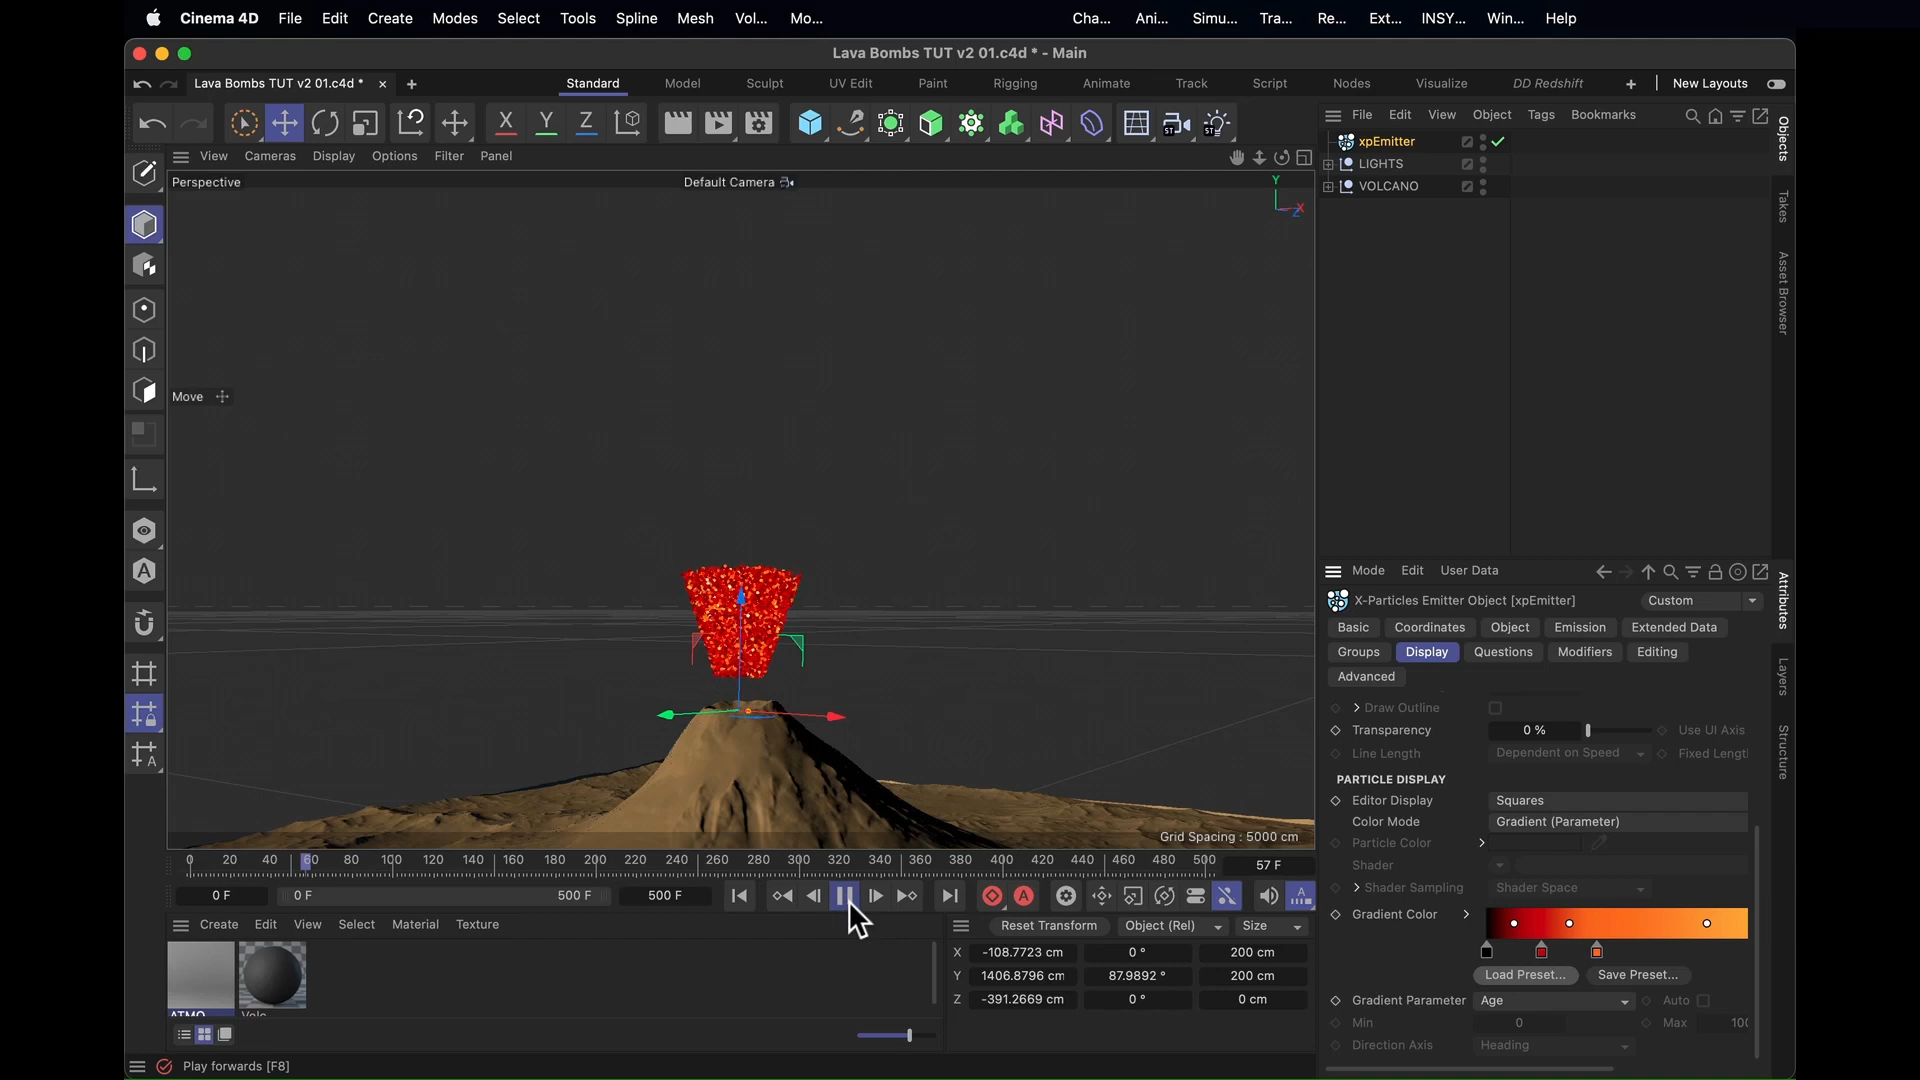 Cinema 4D File Edit Create Modes Select Tools Spline Mesh Vol... Mo... Cha... Ani... Simu... Tra... Re... Ext... INSY... Win... Help
Lava Bombs TUT v2 01.c4d * - Main
Lava Bombs TUT v2 01.c4d * × + Standard Model Sculpt UV Edit Paint Rigging Animate Track Script Nodes Visualize DD Redshift + New Layouts
X Y Z ST ST
File Edit View Object Tags Bookmarks
Objects
Takes
Asset Browser
xpEmitter
LIGHTS
VOLCANO
View Cameras Display Options Filter Panel
Perspective Default Camera
Y
X
Z
Move
Grid Spacing : 5000 cm
Mode Edit User Data
Attributes
Layers
Structure
X-Particles Emitter Object [xpEmitter] Custom
Basic Coordinates Object Emission Extended Data
Groups Display Questions Modifiers Editing
Advanced
Draw Outline
Transparency 0 % Use UI Axis
Line Length Dependent on Speed Fixed Lengt
PARTICLE DISPLAY
Editor Display Squares
Color Mode Gradient (Parameter)
Particle Color
Shader
Shader Sampling Shader Space
Gradient Color
Load Preset... Save Preset...
Gradient Parameter Age Auto
Min 0 Max 100
Direction Axis Heading
0 20 40 60 80 100 120 140 160 180 200 220 240 260 280 300 320 340 360 380 400 420 440 460 480 500 57 F
0 F 0 F 500 F 500 F
A
A
Create Edit View Select Material Texture
ATMO Volc
Reset Transform Object (Rel) Size
X -108.7723 cm 0 ° 200 cm
Y 1406.8796 cm 87.9892 ° 200 cm
Z -391.2669 cm 0 ° 0 cm
Play forwards [F8]